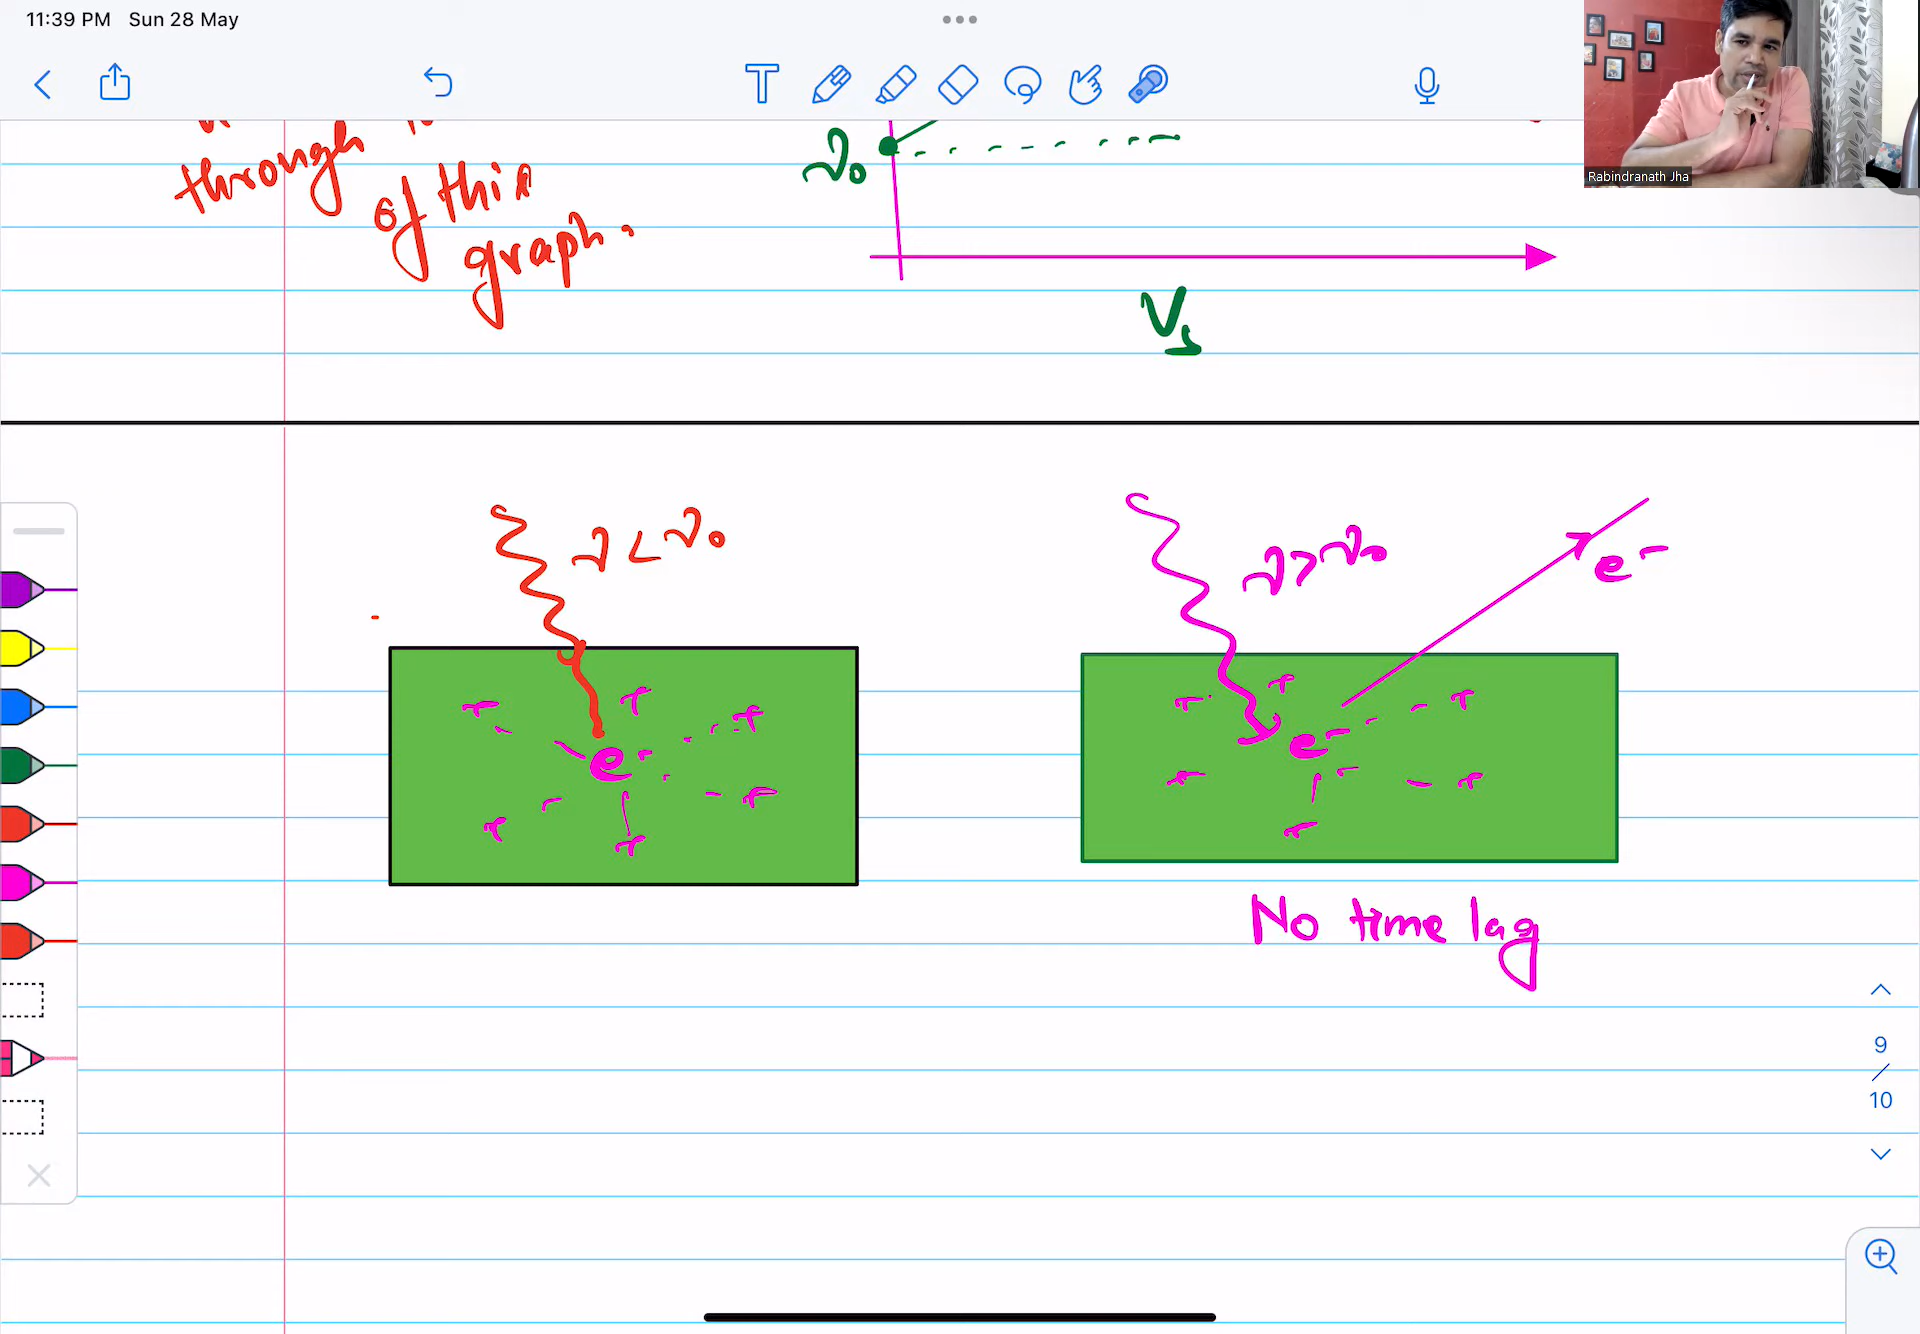 11:39 PM Sun 28 May
Rabindranath Jha
through
of this
graph.
ν₀
Vs
ν < ν₀
ν > ν₀
e⁻
+ + +
e⁻
+ + +
+ + +
e⁻
+ +
+
No time lag
9
/
10